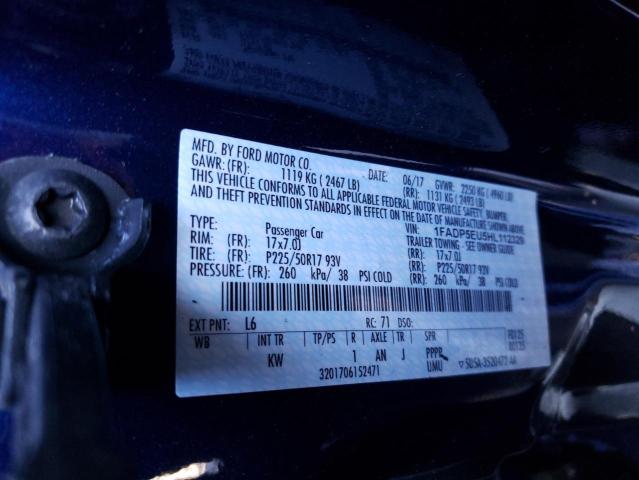 MFD. BY FORD MOTOR CO. DATE: 06/17 GVWR: 2250 KG ( 4960 LB)
GAWR: (FR): 1119 KG ( 2467 LB) (RR): 1131 KG ( 2493 LB)
THIS VEHICLE CONFORMS TO ALL APPLICABLE FEDERAL MOTOR VEHICLE SAFETY, BUMPER,
AND THEFT PREVENTION STANDARDS IN EFFECT ON THE DATE OF MANUFACTURE SHOWN ABOVE.
VIN: 1FADP5EU5HL112329
TYPE: Passenger Car TRAILER TOWING - SEE OWNER GUIDE
RIM: (FR): 17x7.0J (RR): 17x7.0J
TIRE: (FR): P225/50R17 93V (RR): P225/50R17 93V
PRESSURE: (FR): 260 kPa/ 38 PSI COLD (RR): 260 kPa/ 38 PSI COLD
EXT PNT: L6 RC: 71 DSO:
WB INT TR TP/PS R AXLE TR SPR
KW 1 AN J PPPP
UMU
3201706152471